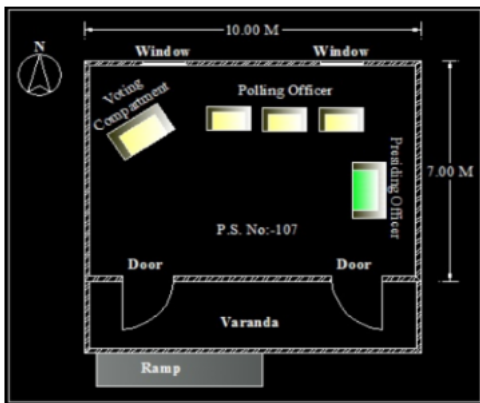 10.00 M
N
Window Window
Voting
Compartment
Polling Officer
Presiding Officer
7.00 M
P.S. No:-107
Door Door
Varanda
Ramp